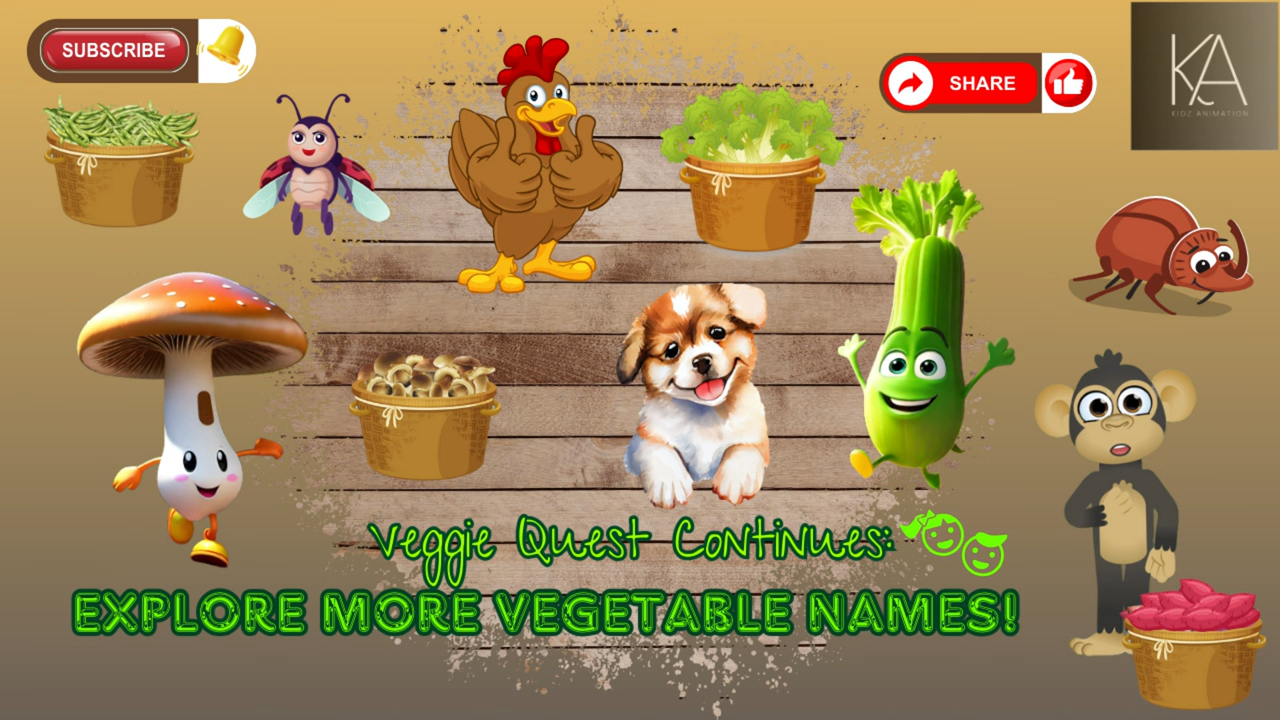 SUBSCRIBE
SHARE
KA
KIDZ ANIMATION
Veggie Quest Continues:
EXPLORE MORE VEGETABLE NAMES!